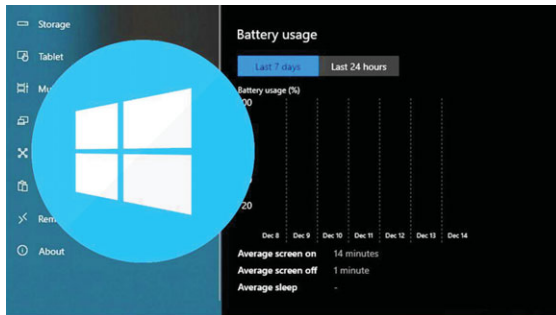 Storage
Tablet
Battery usage
Last 7 days
Last 24 hours
Battery usage (%)
20
Dec 8 Dec 9 Dec 10 Dec 11 Dec 12 Dec 13 Dec 14
Rem
About
Average screen on 14 minutes
Average screen off 1 minute
Average sleep -